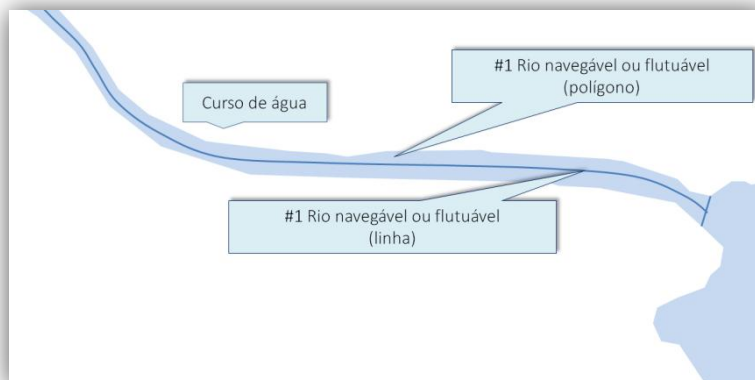 #1 Rio navegável ou flutuável
(polígono)
Curso de água
#1 Rio navegável ou flutuável
(linha)